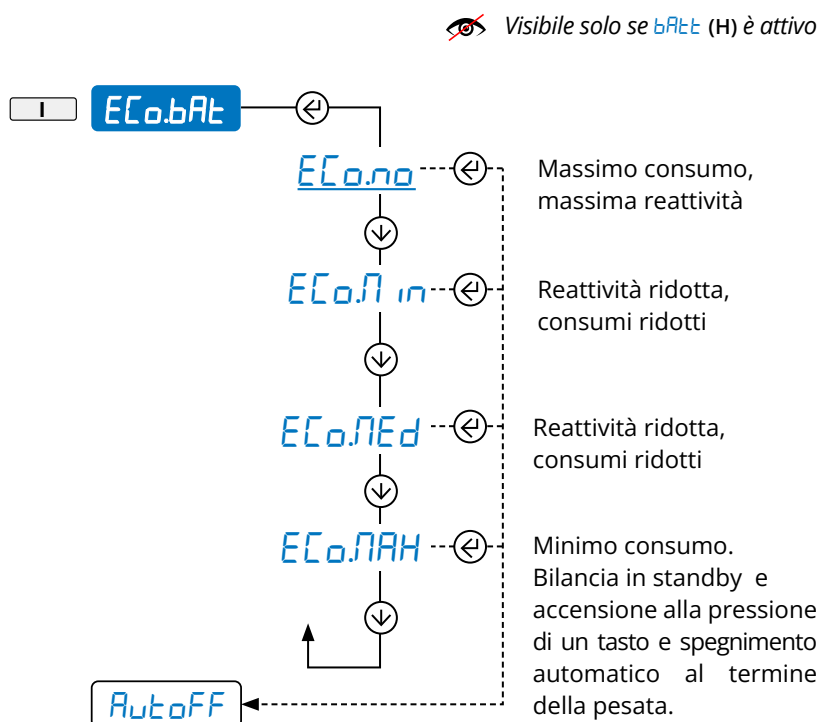 Visibile solo se bAtt (H) è attivo
I ECo.bAt
ECo.no
Massimo consumo,
massima reattività
ECo.Min
Reattività ridotta,
consumi ridotti
ECo.MEd
Reattività ridotta,
consumi ridotti
ECo.MAH
Minimo consumo.
Bilancia in standby e
accensione alla pressione
di un tasto e spegnimento
automatico al termine
della pesata.
AutoFF